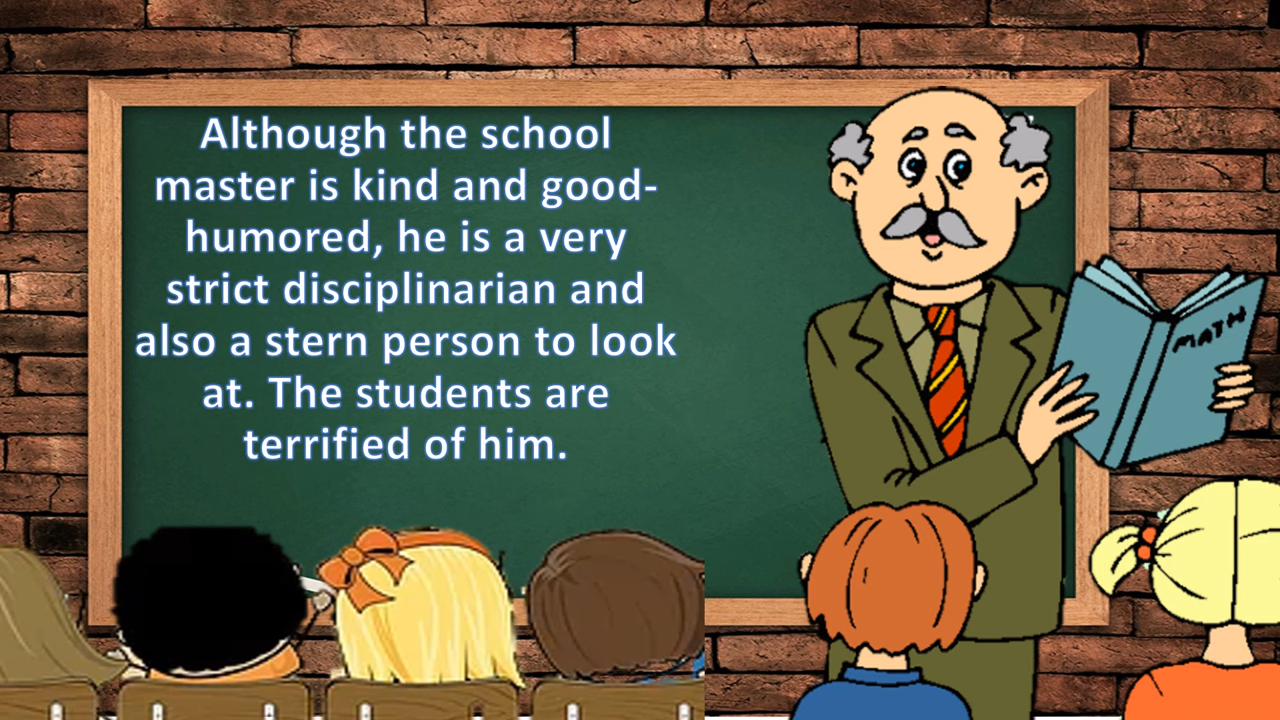 Although the school
master is kind and good-
humored, he is a very
strict disciplinarian and
also a stern person to look
at. The students are
terrified of him.
MATH